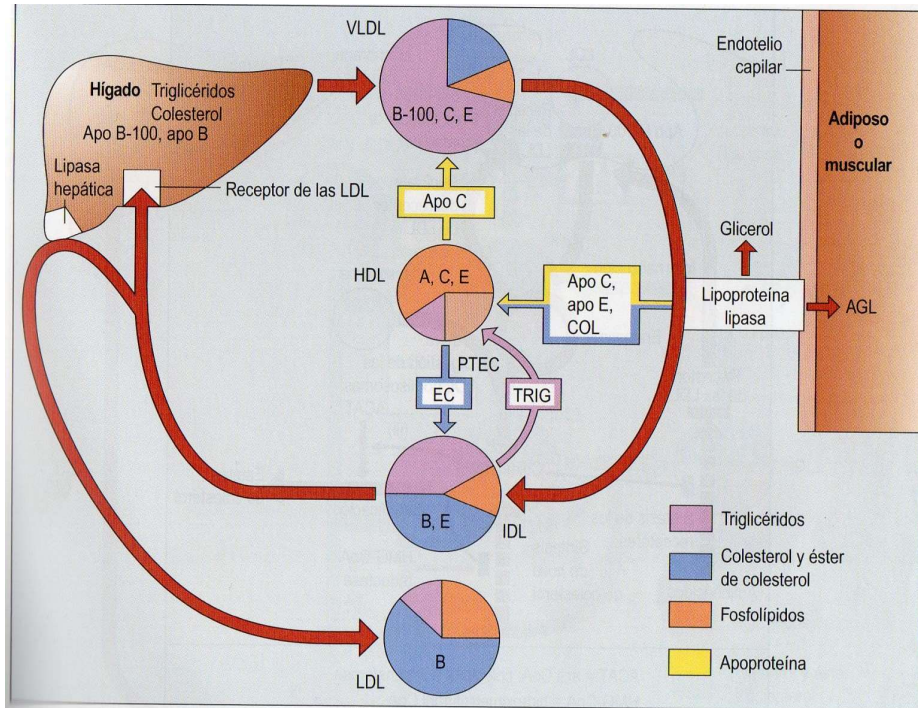 VLDL
B-100, C, E
Hígado Triglicéridos
Colesterol
Apo B-100, apo B
Lipasa
hepática
Receptor de las LDL
Apo C
HDL
A, C, E
Apo C,
apo E,
COL
Endotelio
capilar
Adiposo
o
muscular
Glicerol
Lipoproteína
lipasa
AGL
PTEC
EC
TRIG
B, E
IDL
LDL
B
Triglicéridos
Colesterol y éster
de colesterol
Fosfolípidos
Apoproteína